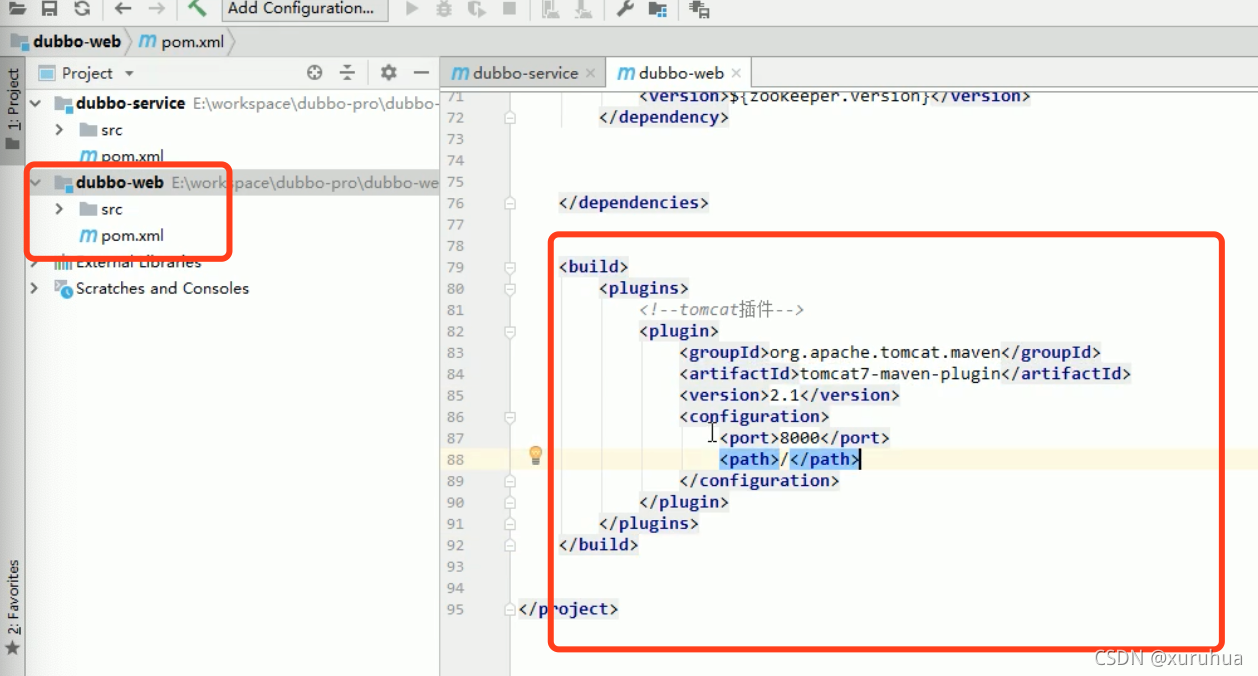 Add Configuration...
dubbo-web
pom.xml
1: Project
Project
dubbo-service E:\workspace\dubbo-pro\dubbo-
src
pom.xml
dubbo-web E:\workspace\dubbo-pro\dubbo-we
src
pom.xml
External Libraries
Scratches and Consoles
2: Favorites
dubbo-service
dubbo-web
71 <version>${zookeeper.version}</version>
72 </dependency>
73
74
75
76 </dependencies>
77
78
79 <build>
80 <plugins>
81 <!--tomcat插件-->
82 <plugin>
83 <groupId>org.apache.tomcat.maven</groupId>
84 <artifactId>tomcat7-maven-plugin</artifactId>
85 <version>2.1</version>
86 <configuration>
87 <port>8000</port>
88 <path>/</path>
89 </configuration>
90 </plugin>
91 </plugins>
92 </build>
93
94
95 </project>
CSDN @xuruhua